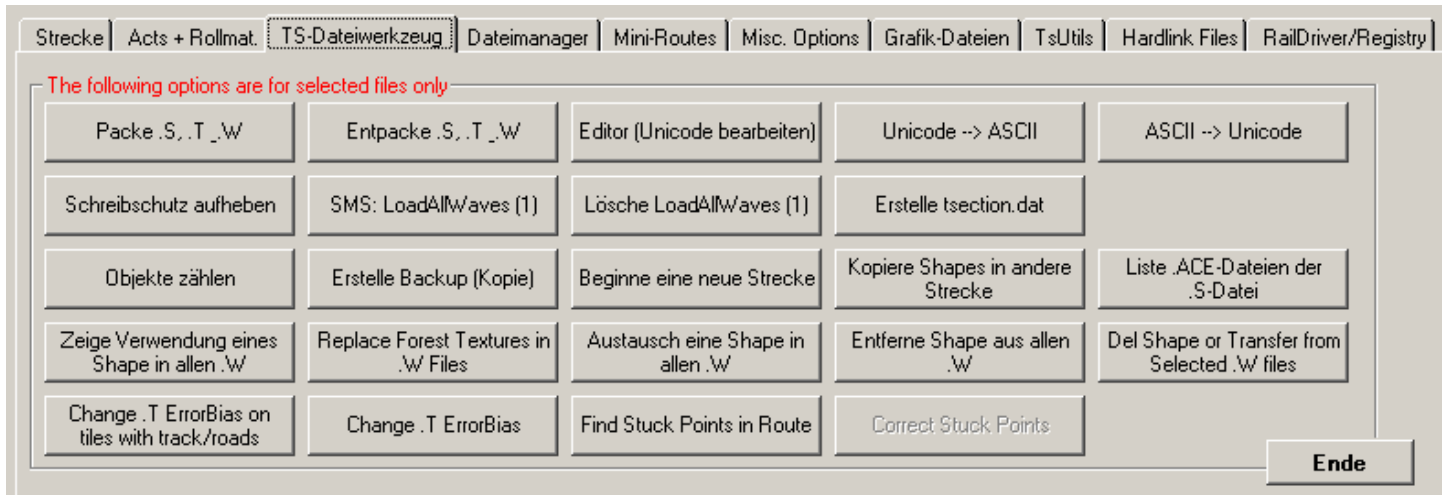 Strecke Acts + Rollmat. TS-Dateiwerkzeug Dateimanager Mini-Routes Misc. Options Grafik-Dateien TsUtils Hardlink Files RailDriver/Registry
The following options are for selected files only
Packe .S, .T _.W Entpacke .S, .T _.W Editor (Unicode bearbeiten) Unicode --> ASCII ASCII --> Unicode
Schreibschutz aufheben SMS: LoadAllWaves (1) Lösche LoadAllWaves (1) Erstelle tsection.dat
Objekte zählen Erstelle Backup (Kopie) Beginne eine neue Strecke
Kopiere Shapes in andere
Strecke
Liste .ACE-Dateien der
.S-Datei
Zeige Verwendung eines
Shape in allen .W
Replace Forest Textures in
.W Files
Austausch eine Shape in
allen .W
Entferne Shape aus allen
.W
Del Shape or Transfer from
Selected .W files
Change .T ErrorBias on
tiles with track/roads
Change .T ErrorBias Find Stuck Points in Route Correct Stuck Points
Ende